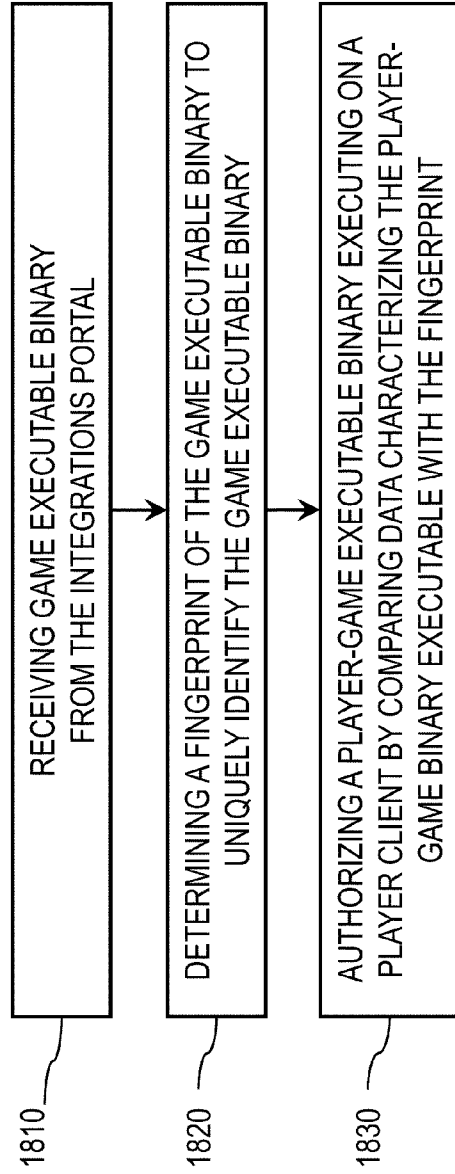 1810
RECEIVING GAME EXECUTABLE BINARY
FROM THE INTEGRATIONS PORTAL
1820
DETERMINING A FINGERPRINT OF THE GAME EXECUTABLE BINARY TO
UNIQUELY IDENTIFY THE GAME EXECUTABLE BINARY
1830
AUTHORIZING A PLAYER-GAME EXECUTABLE BINARY EXECUTING ON A
PLAYER CLIENT BY COMPARING DATA CHARACTERIZING THE PLAYER-
GAME BINARY EXECUTABLE WITH THE FINGERPRINT